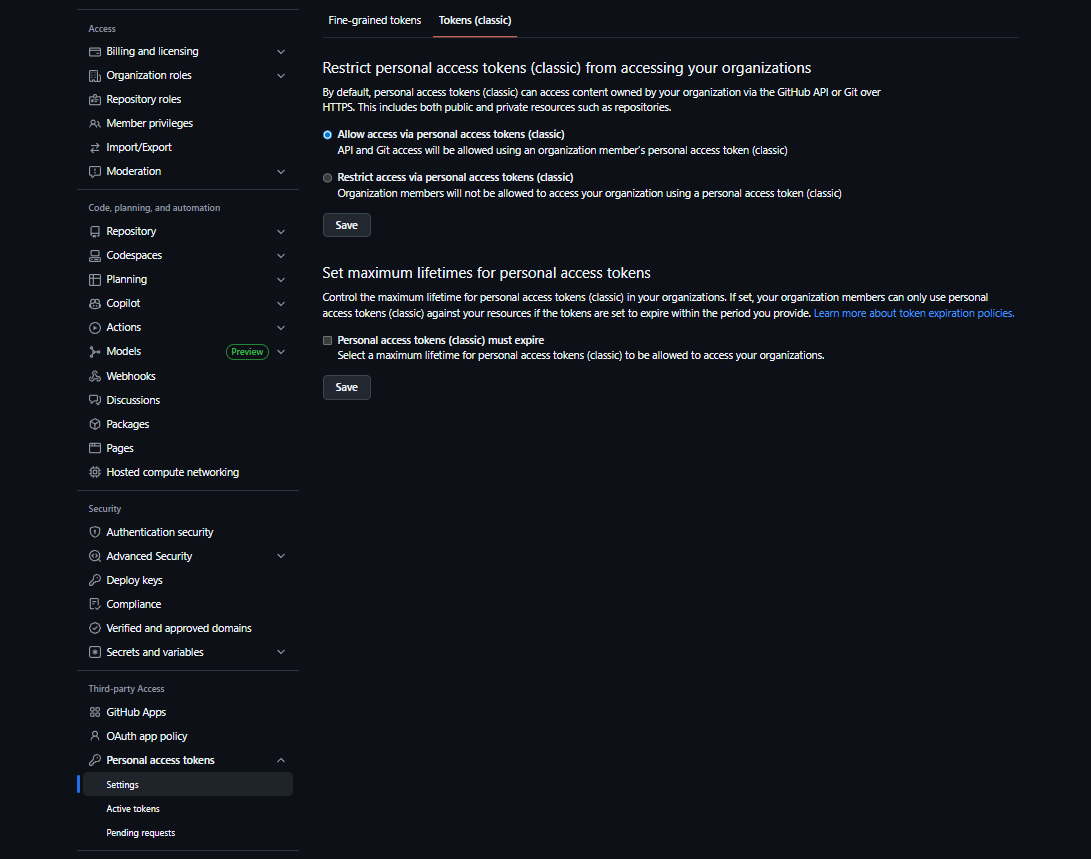 Access
Billing and licensing
Organization roles
Repository roles
Member privileges
Import/Export
Moderation
Code, planning, and automation
Repository
Codespaces
Planning
Copilot
Actions
Models Preview
Webhooks
Discussions
Packages
Pages
Hosted compute networking
Security
Authentication security
Advanced Security
Deploy keys
Compliance
Verified and approved domains
Secrets and variables
Third-party Access
GitHub Apps
OAuth app policy
Personal access tokens
Settings
Active tokens
Pending requests
Fine-grained tokens Tokens (classic)
Restrict personal access tokens (classic) from accessing your organizations
By default, personal access tokens (classic) can access content owned by your organization via the GitHub API or Git over
HTTPS. This includes both public and private resources such as repositories.
Allow access via personal access tokens (classic)
API and Git access will be allowed using an organization member's personal access token (classic)
Restrict access via personal access tokens (classic)
Organization members will not be allowed to access your organization using a personal access token (classic)
Save
Set maximum lifetimes for personal access tokens
Control the maximum lifetime for personal access tokens (classic) in your organizations. If set, your organization members can only use personal
access tokens (classic) against your resources if the tokens are set to expire within the period you provide. Learn more about token expiration policies.
Personal access tokens (classic) must expire
Select a maximum lifetime for personal access tokens (classic) to be allowed to access your organizations.
Save